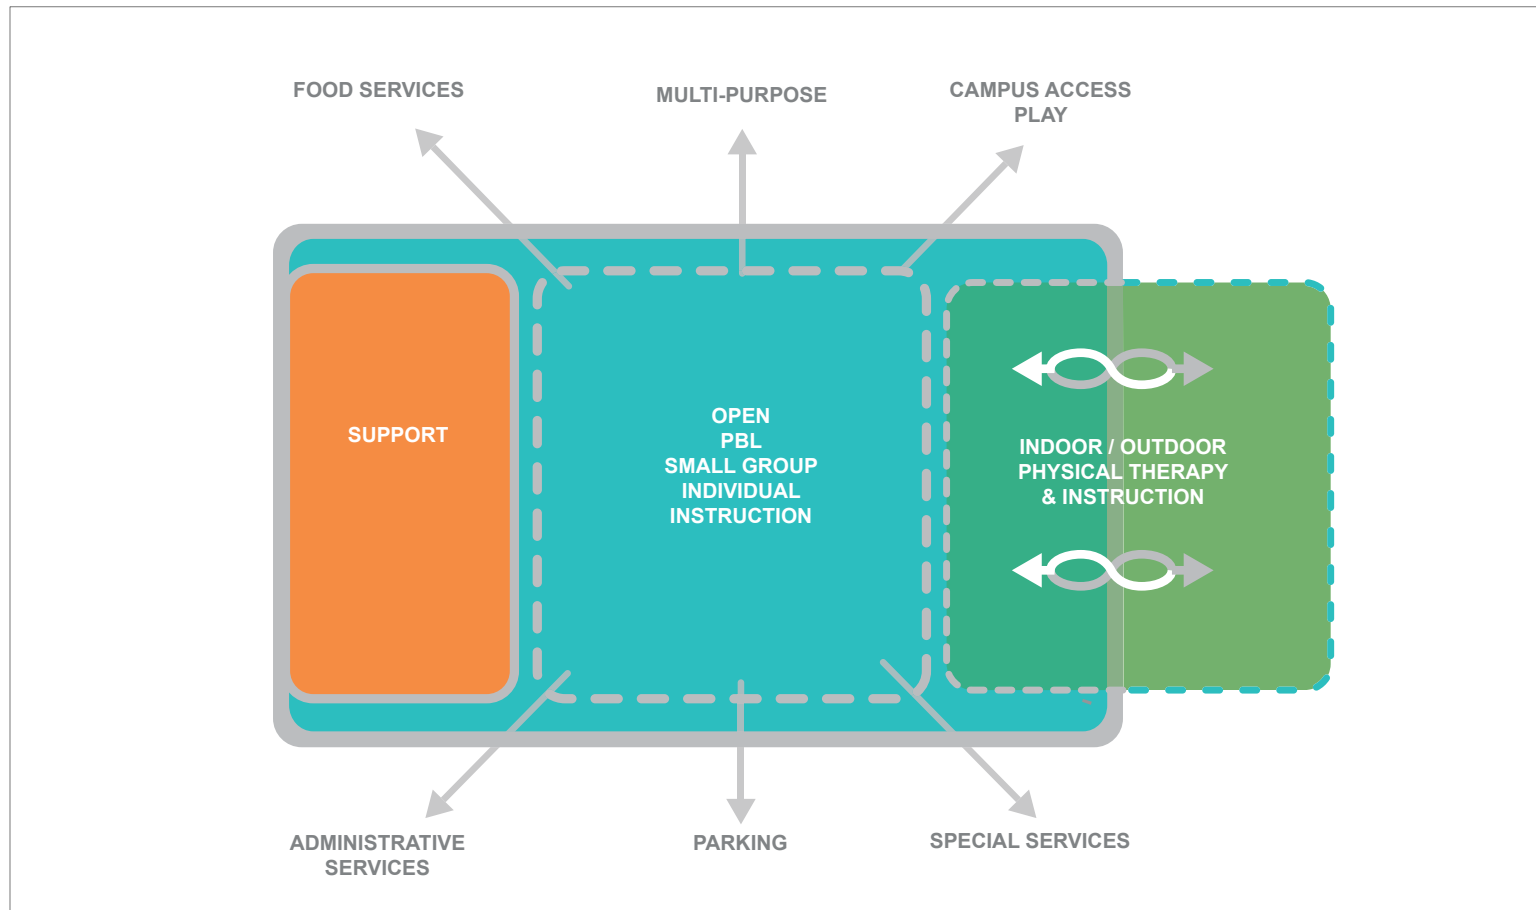 FOOD SERVICES
MULTI-PURPOSE
CAMPUS ACCESS
PLAY
SUPPORT
OPEN
PBL
SMALL GROUP
INDIVIDUAL
INSTRUCTION
INDOOR / OUTDOOR
PHYSICAL THERAPY
& INSTRUCTION
ADMINISTRATIVE
SERVICES
PARKING
SPECIAL SERVICES